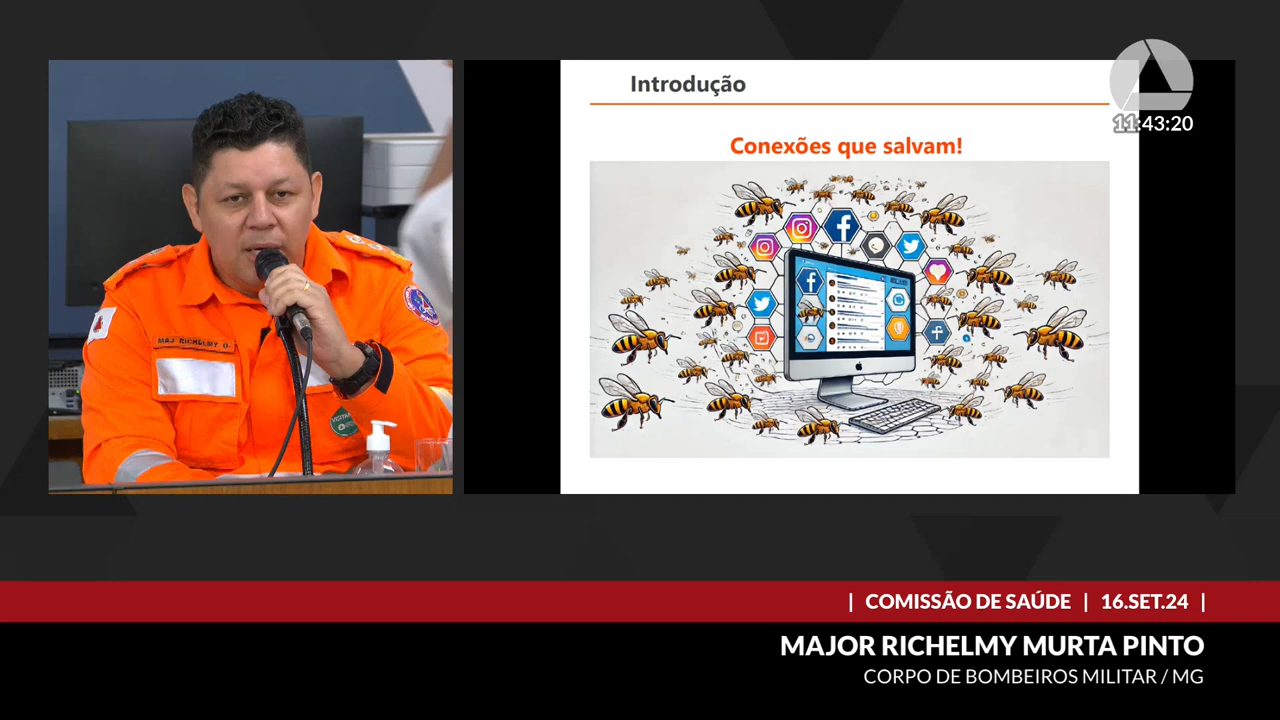 Introdução
11:43:20
Conexões que salvam!
MAJ RICHELMY
| COMISSÃO DE SAÚDE | 16.SET.24 |
MAJOR RICHELMY MURTA PINTO
CORPO DE BOMBEIROS MILITAR / MG